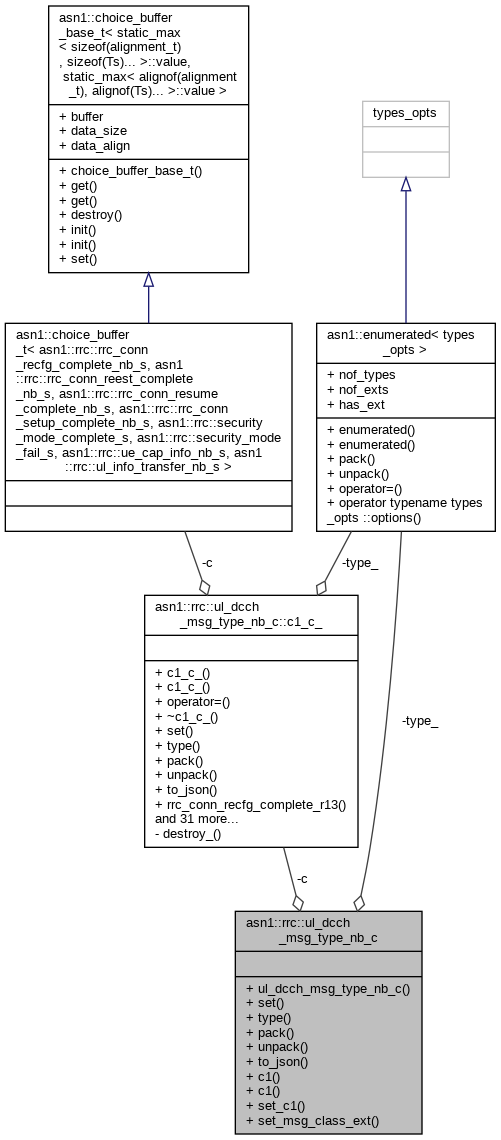 asn1::choice_buffer
_base_t< static_max
< sizeof(alignment_t)
, sizeof(Ts)... >::value,
static_max< alignof(alignment
_t), alignof(Ts)... >::value >
+ buffer
+ data_size
+ data_align
+ choice_buffer_base_t()
+ get()
+ get()
+ destroy()
+ init()
+ init()
+ set()
types_opts
asn1::choice_buffer
_t< asn1::rrc::rrc_conn
_recfg_complete_nb_s, asn1
::rrc::rrc_conn_reest_complete
_nb_s, asn1::rrc::rrc_conn_resume
_complete_nb_s, asn1::rrc::rrc_conn
_setup_complete_nb_s, asn1::rrc::security
_mode_complete_s, asn1::rrc::security_mode
_fail_s, asn1::rrc::ue_cap_info_nb_s, asn1
::rrc::ul_info_transfer_nb_s >
asn1::enumerated< types
_opts >
+ nof_types
+ nof_exts
+ has_ext
+ enumerated()
+ enumerated()
+ pack()
+ unpack()
+ operator=()
+ operator typename types
_opts ::options()
-c
-type_
asn1::rrc::ul_dcch
_msg_type_nb_c::c1_c_
+ c1_c_()
+ c1_c_()
+ operator=()
+ ~c1_c_()
+ set()
+ type()
+ pack()
+ unpack()
+ to_json()
+ rrc_conn_recfg_complete_r13()
and 31 more...
- destroy_()
-type_
-c
asn1::rrc::ul_dcch
_msg_type_nb_c
+ ul_dcch_msg_type_nb_c()
+ set()
+ type()
+ pack()
+ unpack()
+ to_json()
+ c1()
+ c1()
+ set_c1()
+ set_msg_class_ext()